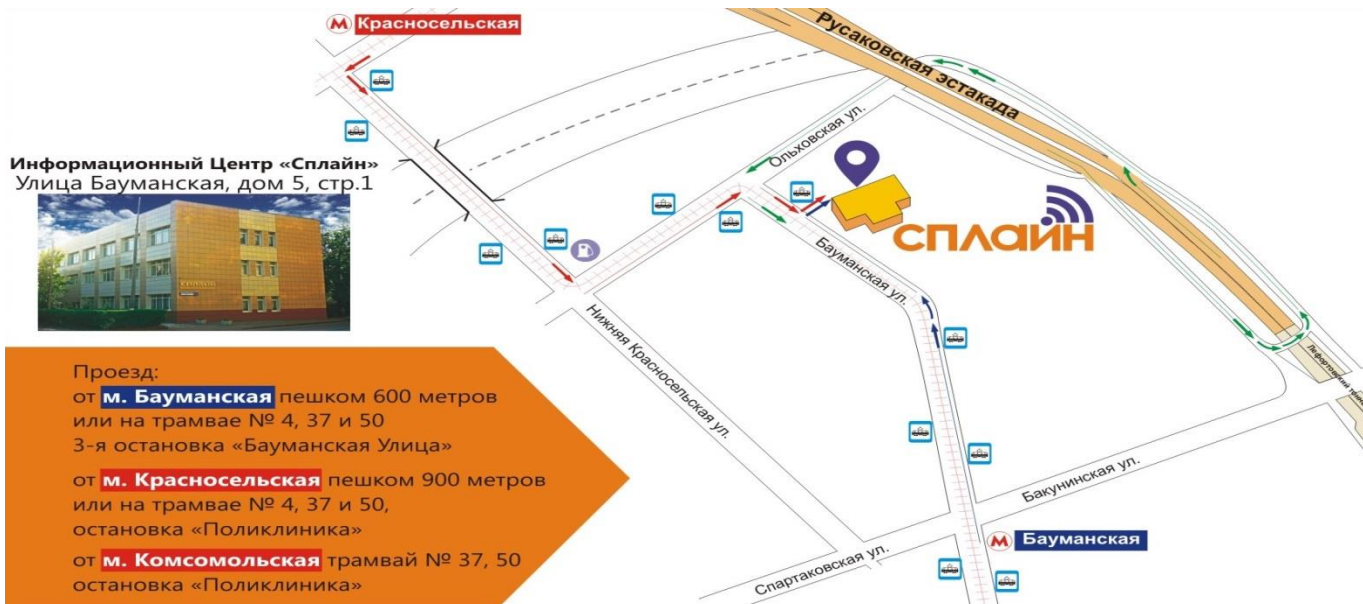 М Красносельская
Русаковская эстакада
Ольховская ул.
Информационный Центр «Сплайн»
Улица Бауманская, дом 5, стр.1
сплайн
Бауманская ул.
Нижняя Красносельская ул.
Проезд:
от м. Бауманская пешком 600 метров
или на трамвае № 4, 37 и 50
3-я остановка «Бауманская Улица»
от м. Красносельская пешком 900 метров
или на трамвае № 4, 37 и 50,
остановка «Поликлиника»
от м. Комсомольская трамвай № 37, 50
остановка «Поликлиника»
Лефортовский
Бакунинская ул.
М Бауманская
Спартаковская ул.